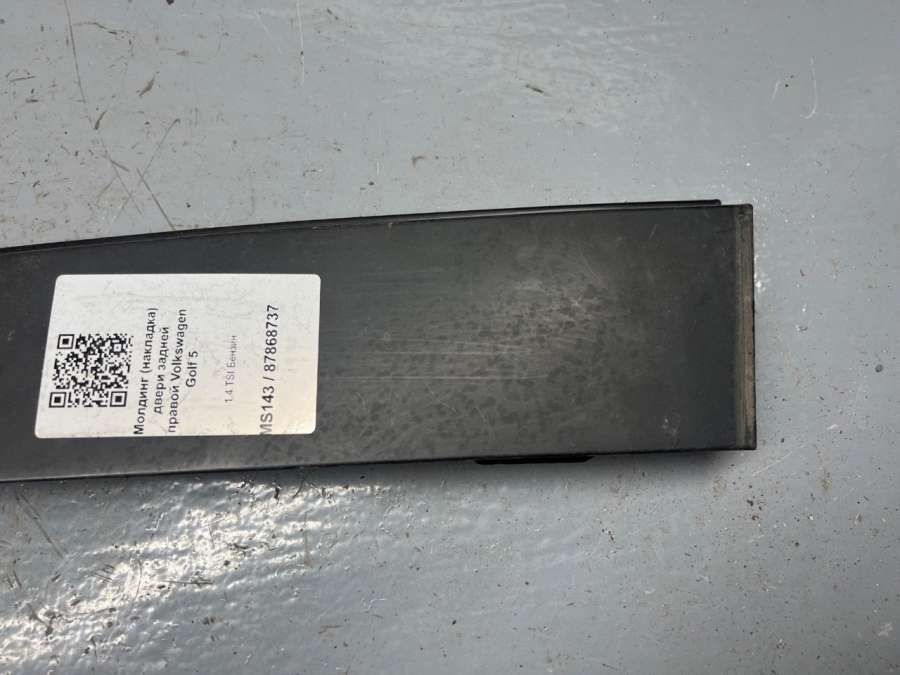 Молдинг (накладка)
двери задней
правой Volkswagen
Golf 5
1.4 TSI Бензин
MS143 / 87868737